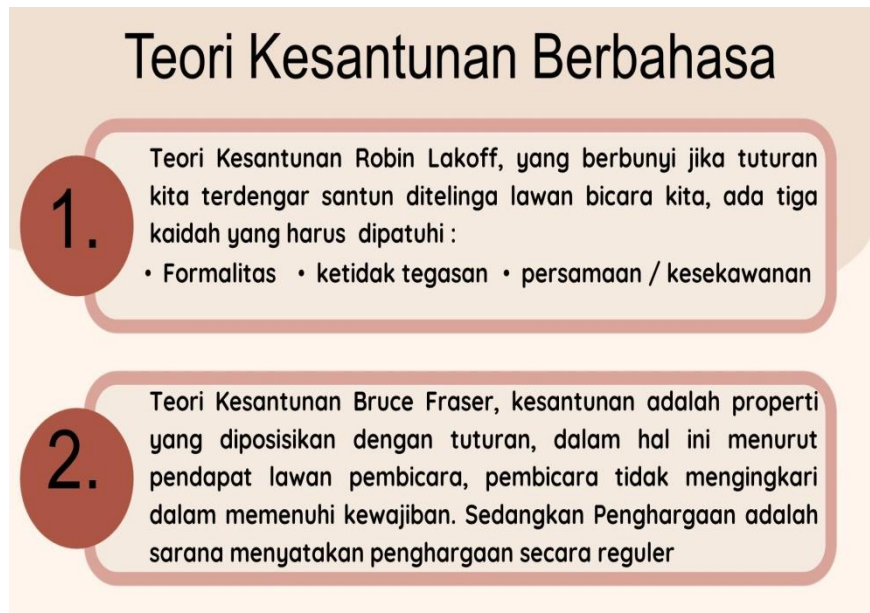 Teori Kesantunan Berbahasa
1.
Teori Kesantunan Robin Lakoff, yang berbunyi jika tuturan
kita terdengar santun ditelinga lawan bicara kita, ada tiga
kaidah yang harus dipatuhi :
• Formalitas • ketidak tegasan • persamaan / kesekawanan
2.
Teori Kesantunan Bruce Fraser, kesantunan adalah properti
yang diposisikan dengan tuturan, dalam hal ini menurut
pendapat lawan pembicara, pembicara tidak mengingkari
dalam memenuhi kewajiban. Sedangkan Penghargaan adalah
sarana menyatakan penghargaan secara reguler